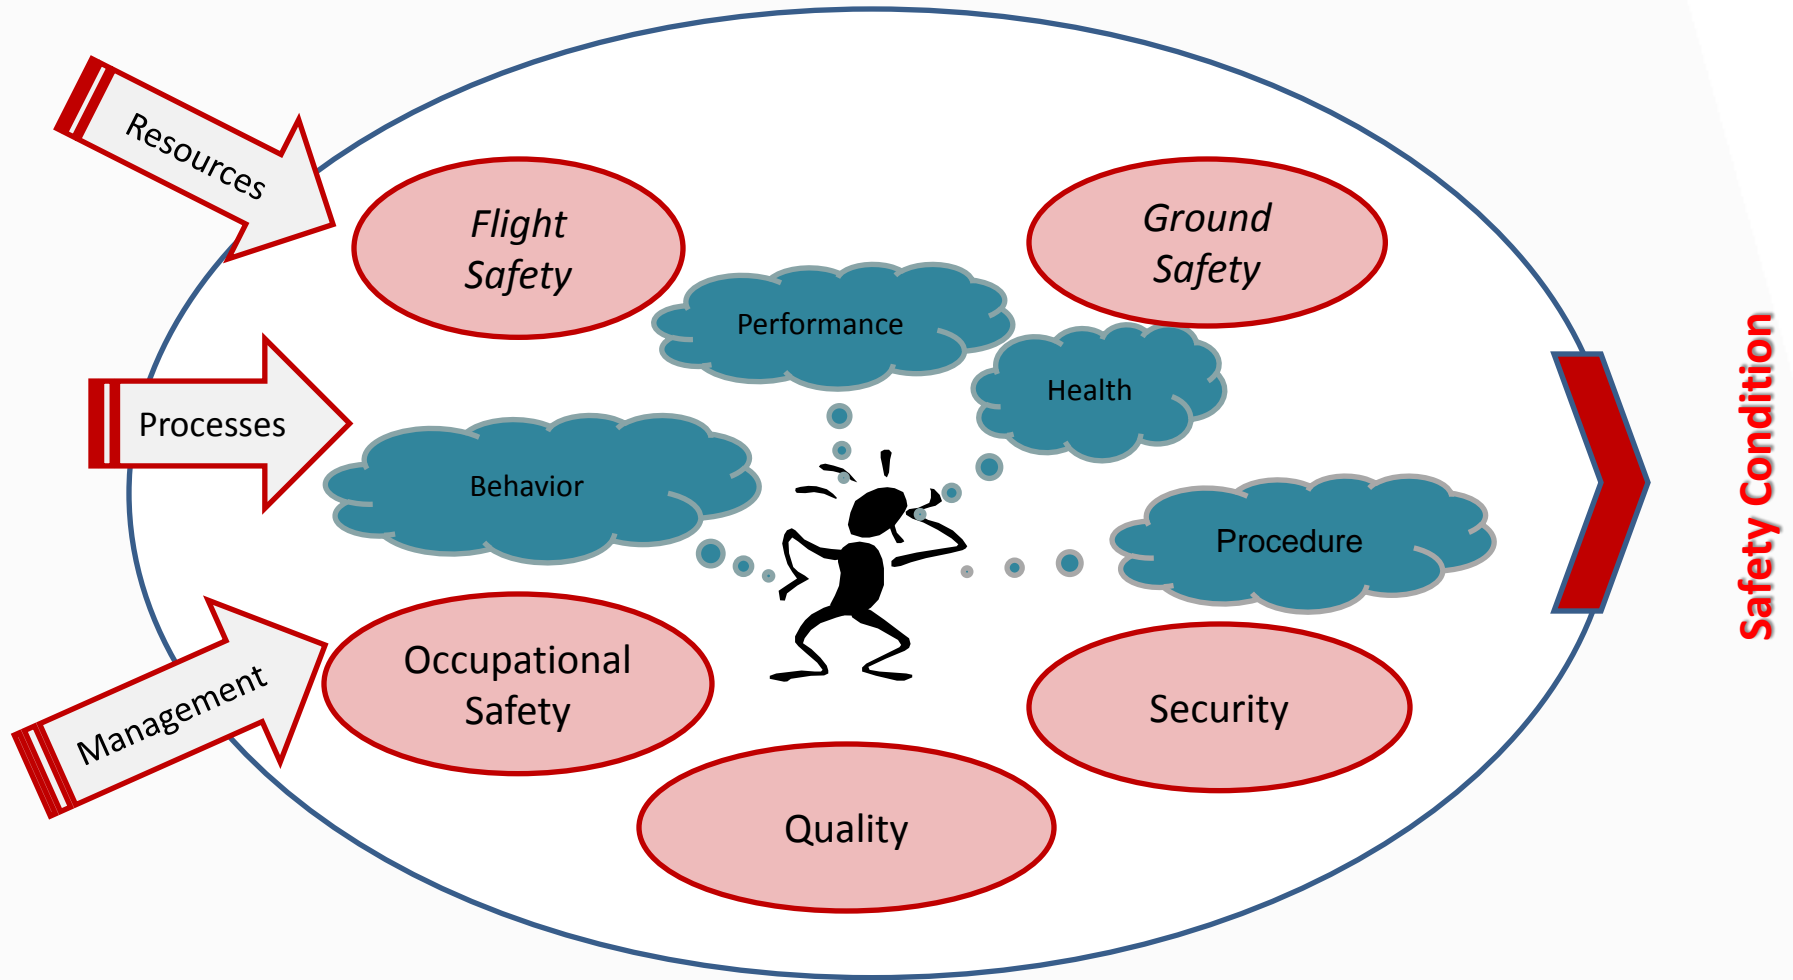 Resources
Flight
Safety
Ground
Safety
Performance
Health
Processes
Behavior
Procedure
Safety Condition
Management
Occupational
Safety
Security
Quality